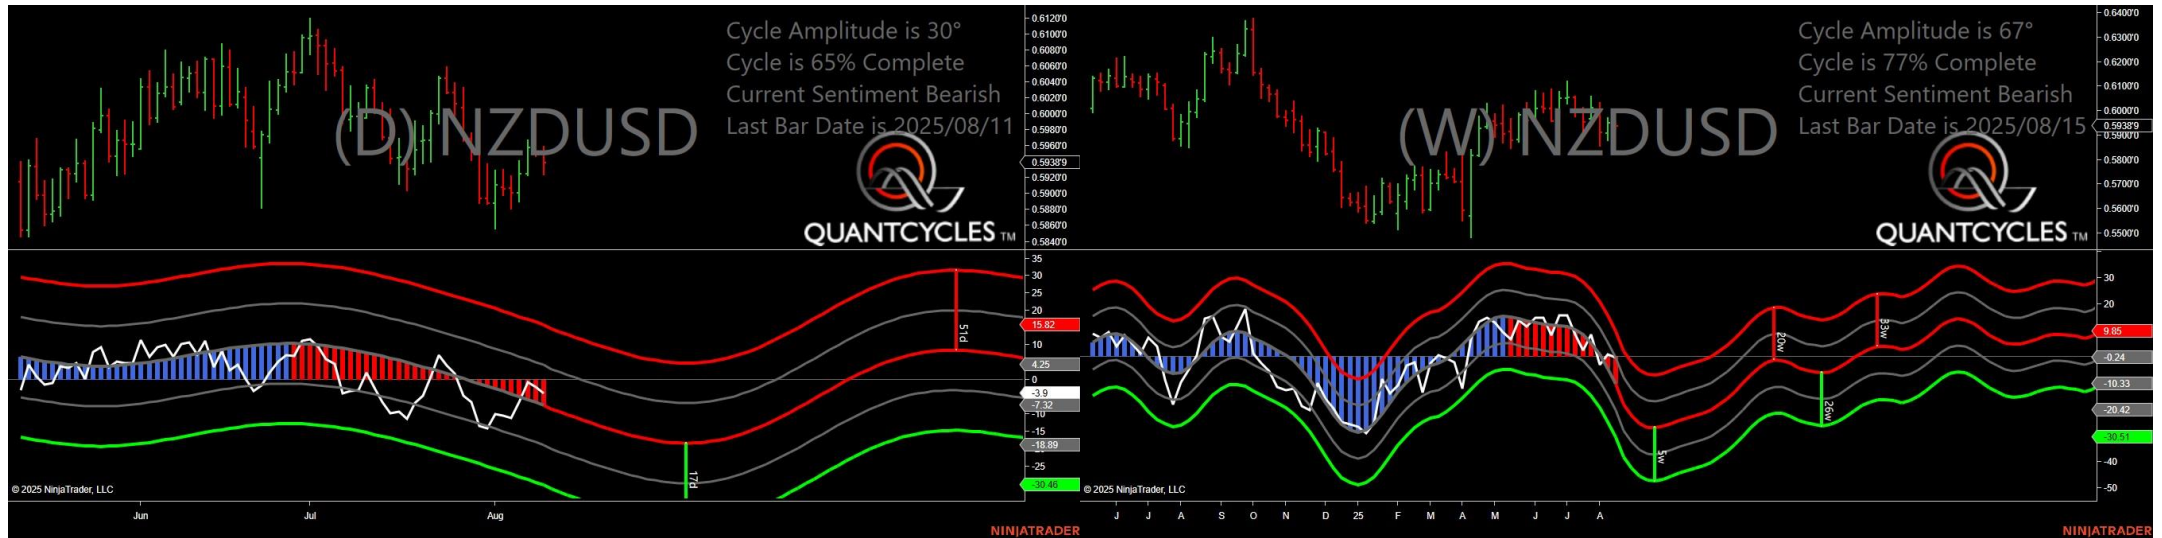 Cycle Amplitude is 30°
Cycle is 65% Complete
Current Sentiment Bearish
Last Bar Date is 2025/08/11
(D) NZDUSD
QUANTCYCLES TM
0.6120'0
0.6100'0
0.6080'0
0.6060'0
0.6040'0
0.6020'0
0.6000'0
0.5980'0
0.5960'0
0.5938'9
0.5920'0
0.5900'0
0.5880'0
0.5860'0
0.5840'0
35
30
25
20
15.82
10
4.25
0
-3.9
-7.32
-10
-15
-18.89
-25
-30.46
51d
17d
© 2025 NinjaTrader, LLC
Jun
Jul
Aug
NINJATRADER
Cycle Amplitude is 67°
Cycle is 77% Complete
Current Sentiment Bearish
Last Bar Date is 2025/08/15
(W) NZDUSD
QUANTCYCLES TM
0.6400'0
0.6300'0
0.6200'0
0.6100'0
0.6000'0
0.5938'9
0.5900'0
0.5800'0
0.5700'0
0.5600'0
0.5500'0
30
20
9.85
-0.24
-10.33
-20.42
-30.51
-40
-50
20w
33w
26w
5w
© 2025 NinjaTrader, LLC
J
J
A
S
O
N
D
25
F
M
A
M
J
J
A
NINJATRADER